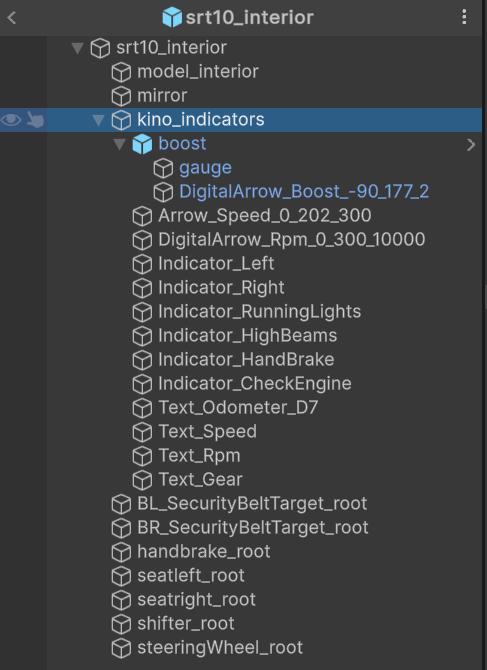 srt10_interior
srt10_interior
model_interior
mirror
kino_indicators
boost
gauge
DigitalArrow_Boost_-90_177_2
Arrow_Speed_0_202_300
DigitalArrow_Rpm_0_300_10000
Indicator_Left
Indicator_Right
Indicator_RunningLights
Indicator_HighBeams
Indicator_HandBrake
Indicator_CheckEngine
Text_Odometer_D7
Text_Speed
Text_Rpm
Text_Gear
BL_SecurityBeltTarget_root
BR_SecurityBeltTarget_root
handbrake_root
seatleft_root
seatright_root
shifter_root
steeringWheel_root